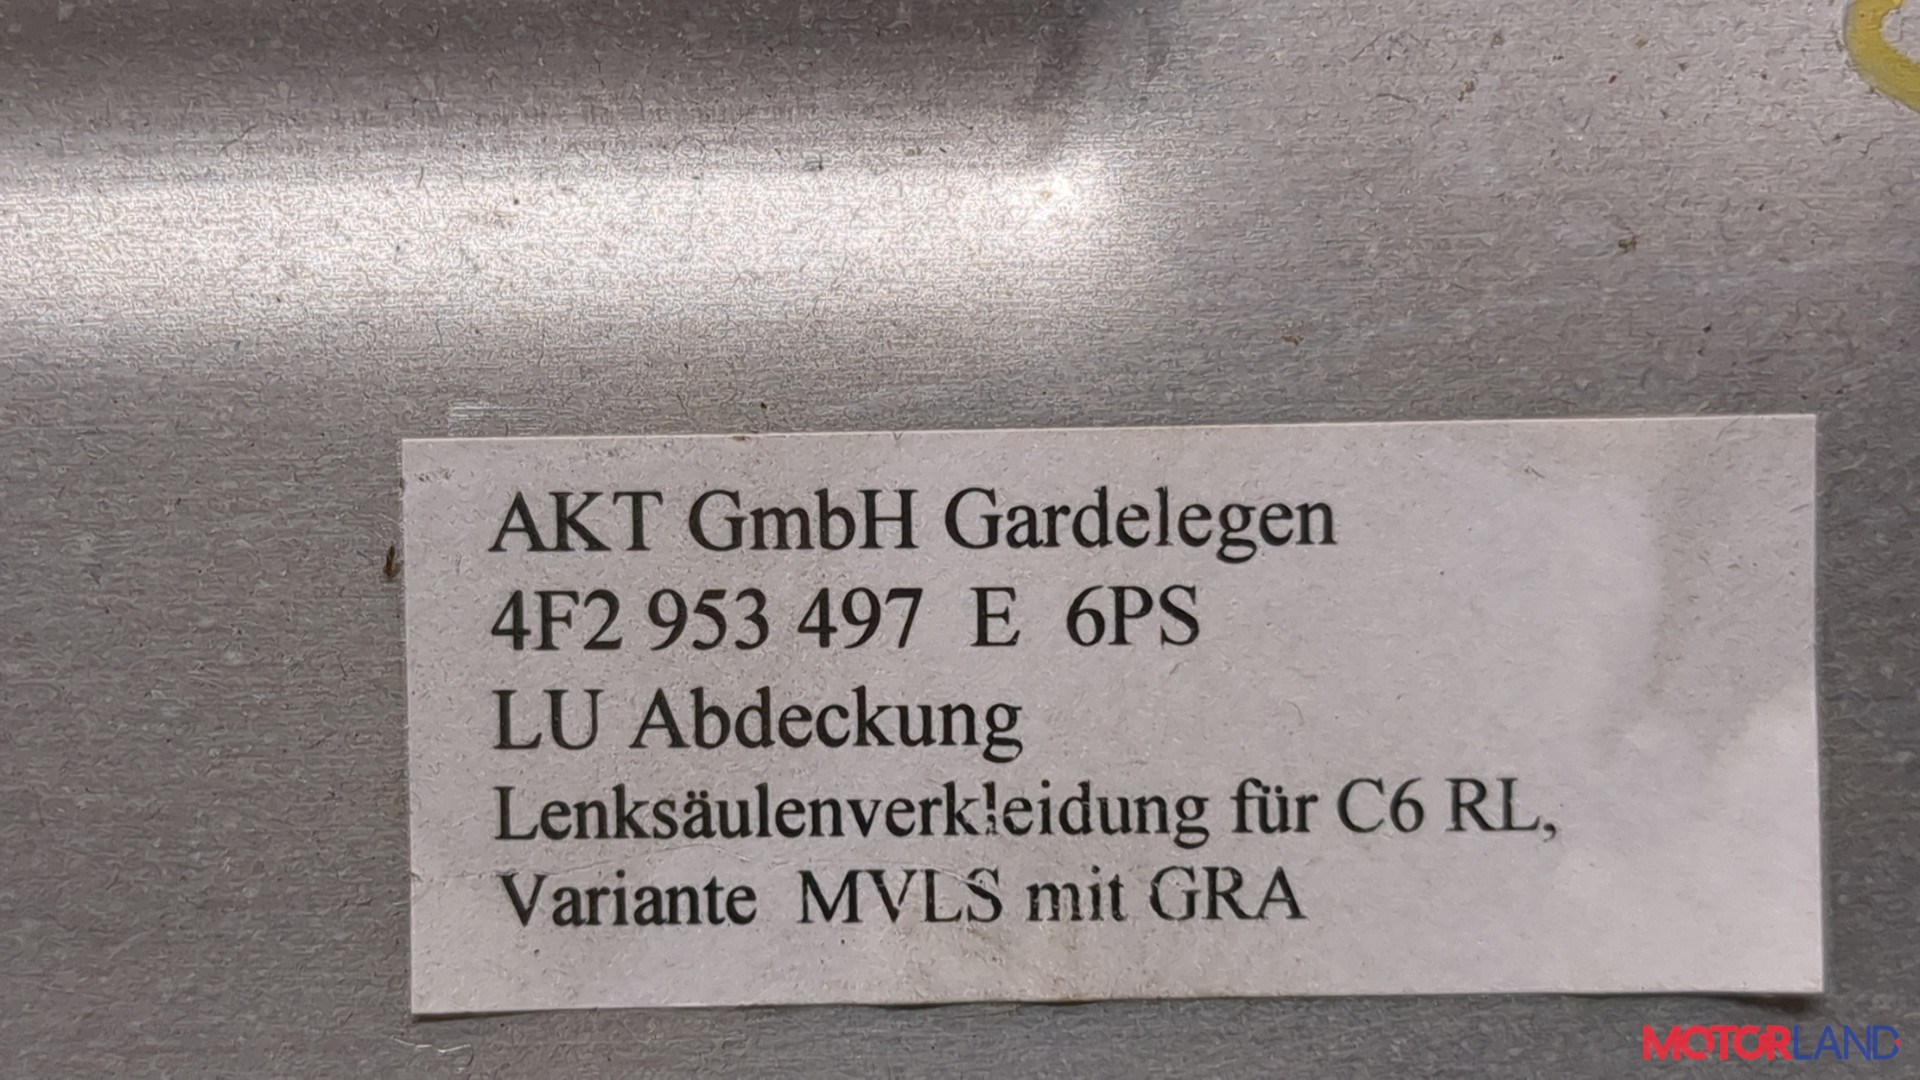 AKT GmbH Gardelegen
4F2 953 497 E 6PS
LU Abdeckung
Lenksäulenverkleidung für C6 RL,
Variante MVLS mit GRA
MOTORLAND